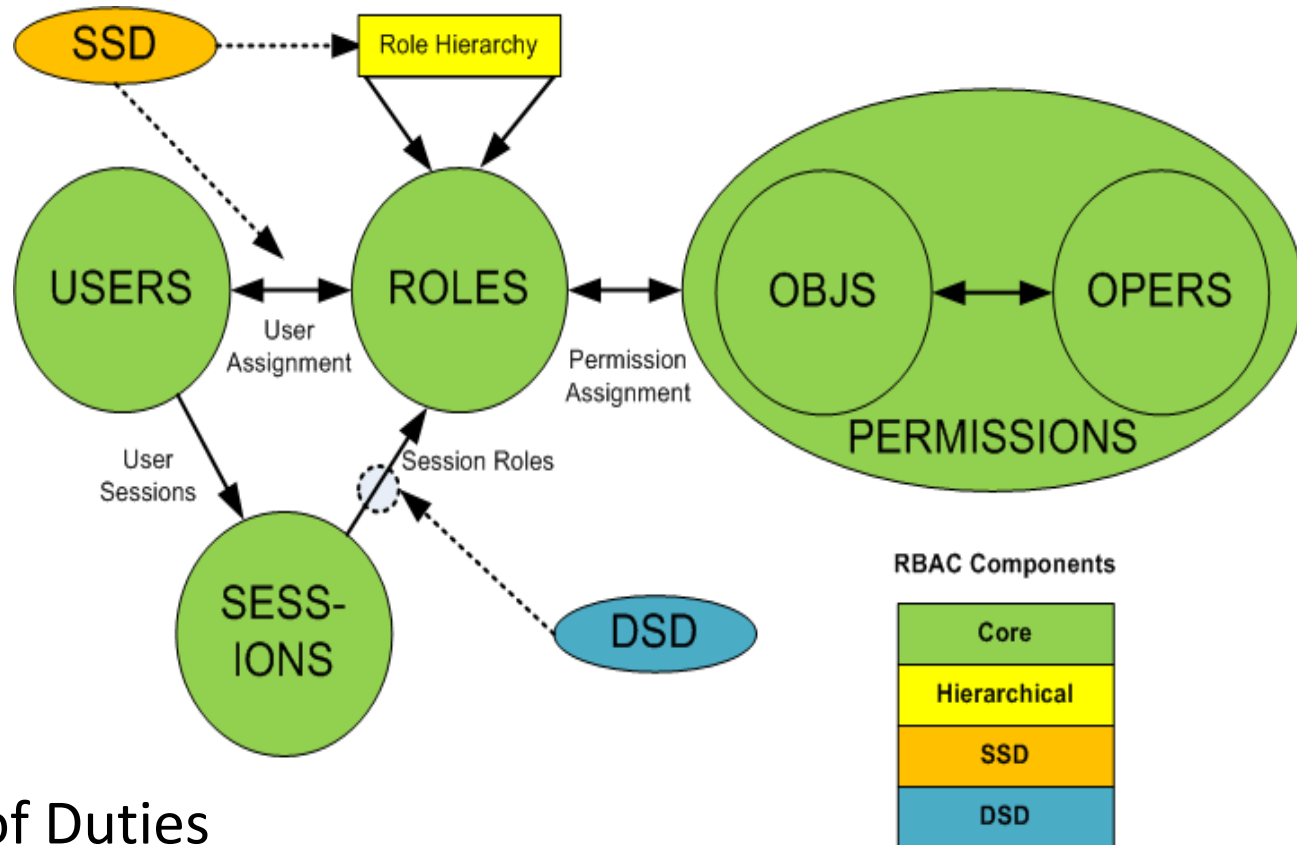 SSD
Role Hierarchy
USERS
ROLES
OBJS
OPERS
User
Assignment
Permission
Assignment
PERMISSIONS
User
Sessions
Session Roles
SESS-
IONS
DSD
RBAC Components
Core
Hierarchical
SSD
DSD
of Duties